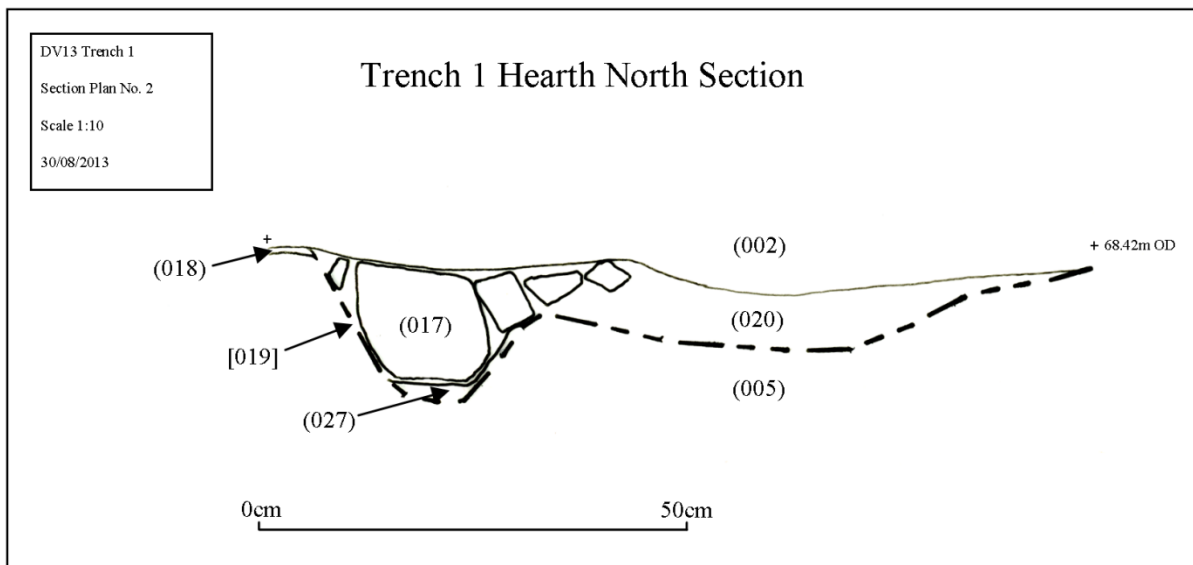 DV13 Trench 1
Section Plan No. 2
Scale 1:10
30/08/2013
Trench 1 Hearth North Section
+
(002)
+ 68.42m OD
(018)
(017)
(020)
[019]
(005)
(027)
0cm
50cm